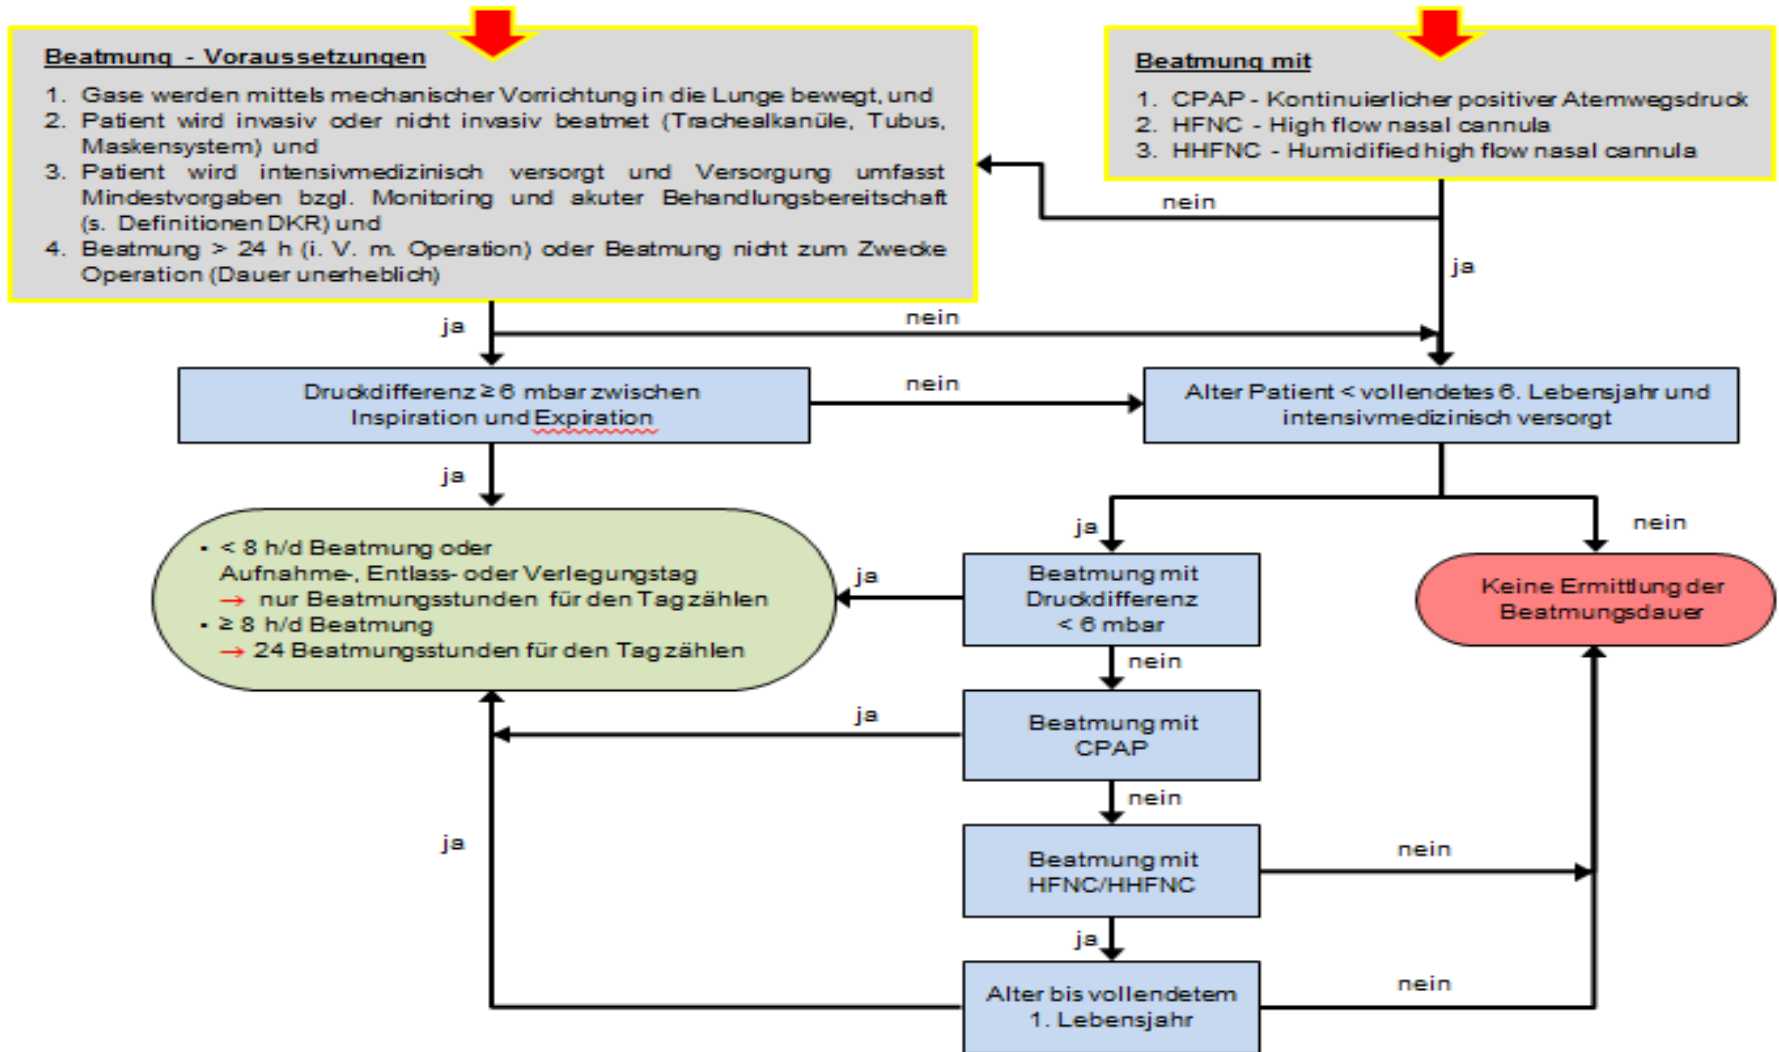 Beatmung - Voraussetzungen
1. Gase werden mittels mechanischer Vorrichtung in die Lunge bewegt, und
2. Patient wird invasiv oder nicht invasiv beatmet (Trachealkanüle, Tubus,
Maskensystem) und
3. Patient wird intensivmedizinisch versorgt und Versorgung umfasst
Mindestvorgaben bzgl. Monitoring und akuter Behandlungsbereitschaft
(s. Definitionen DKR) und
4. Beatmung > 24 h (i. V. m. Operation) oder Beatmung nicht zum Zwecke
Operation (Dauer unerheblich)
Beatmung mit
1. CPAP - Kontinuierlicher positiver Atemwegsdruck
2. HFNC - High flow nasal cannula
3. HHFNC - Humidified high flow nasal cannula
nein
ja
ja
nein
Druckdifferenz ≥ 6 mbar zwischen
Inspiration und Expiration
nein
Alter Patient < vollendetes 6. Lebensjahr und
intensivmedizinisch versorgt
ja
ja
nein
• < 8 h/d Beatmung oder
Aufnahme-, Entlass- oder Verlegungstag
→ nur Beatmungsstunden für den Tag zählen
• ≥ 8 h/d Beatmung
→ 24 Beatmungsstunden für den Tag zählen
ja
Beatmung mit
Druckdifferenz
< 6 mbar
Keine Ermittlung der
Beatmungsdauer
nein
ja
Beatmung mit
CPAP
nein
ja
Beatmung mit
HFNC/HHFNC
nein
ja
Alter bis vollendetem
1. Lebensjahr
nein